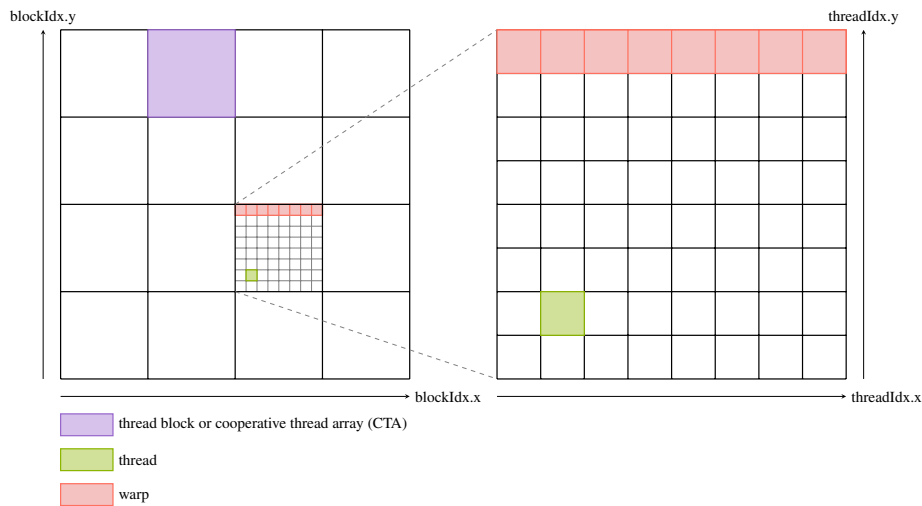 blockIdx.y
threadIdx.y
blockIdx.x
threadIdx.x
thread block or cooperative thread array (CTA)
thread
warp